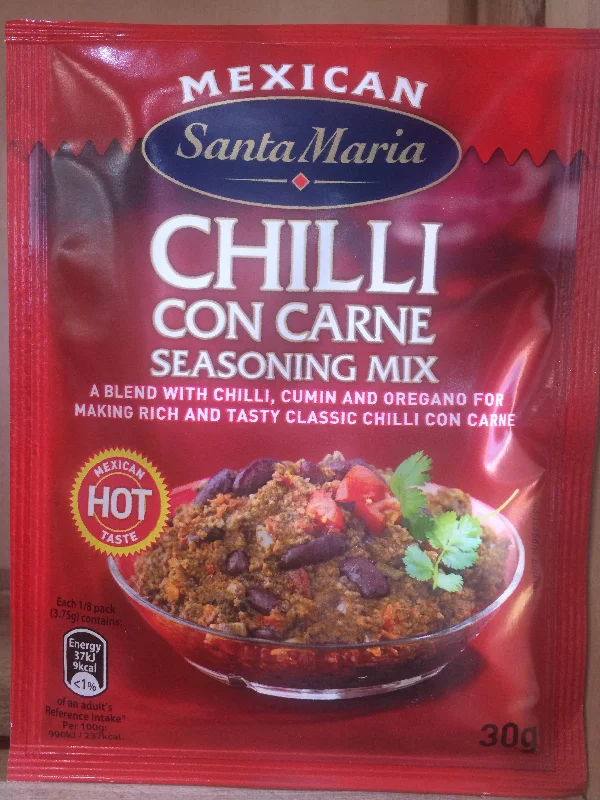 MEXICAN
Santa Maria
CHILLI
CON CARNE
SEASONING MIX
A BLEND WITH CHILLI, CUMIN AND OREGANO FOR
MAKING RICH AND TASTY CLASSIC CHILLI CON CARNE
MEXICAN
HOT
TASTE
Each 1/8 pack
(3.75g) contains:
Energy
37kJ
9kcal
<1%
of an adult's
Reference Intake*
Per 100g:
990kJ / 237kcal
30g